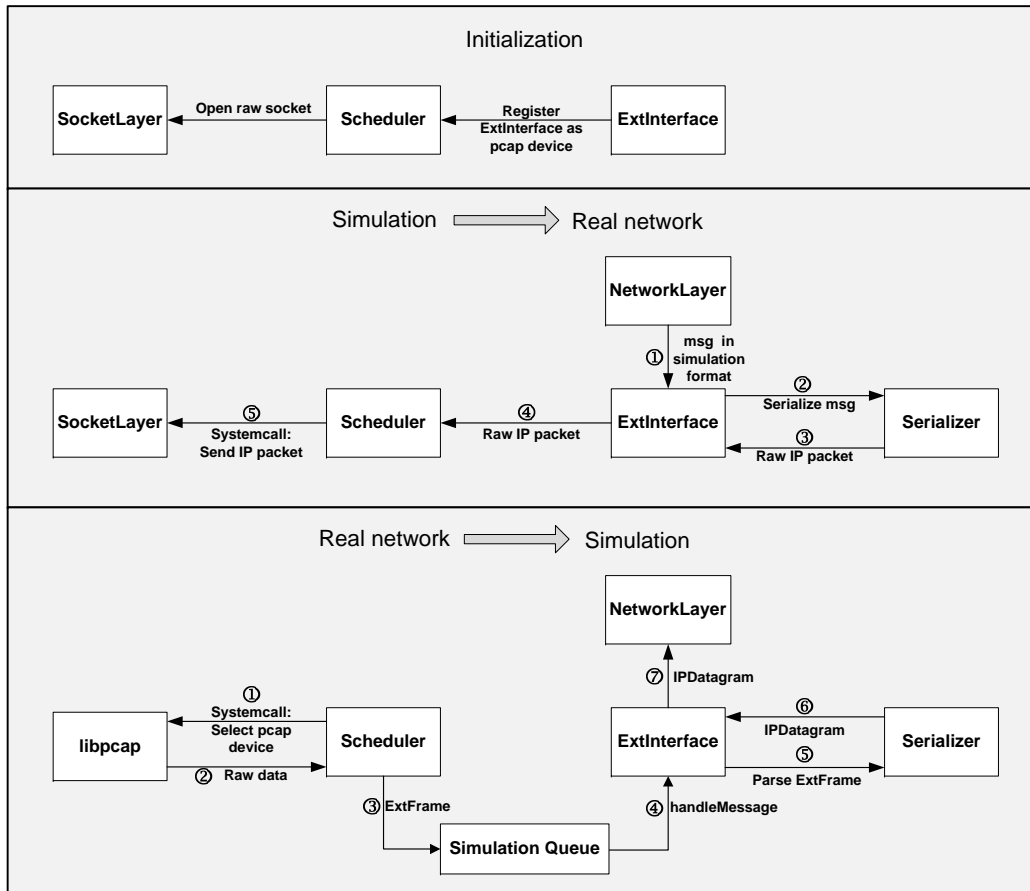 Initialization
SocketLayer
Open raw socket
Scheduler
Register
ExtInterface as
pcap device
ExtInterface
Simulation
Real network
NetworkLayer
①
msg in
simulation
format
SocketLayer
⑤
Systemcall:
Send IP packet
Scheduler
④
Raw IP packet
ExtInterface
②
Serialize msg
③
Raw IP packet
Serializer
Real network
Simulation
NetworkLayer
⑦ IPDatagram
libpcap
①
Systemcall:
Select pcap
device
② Raw data
Scheduler
ExtInterface
⑥
IPDatagram
⑤
Parse ExtFrame
Serializer
③ ExtFrame
④ handleMessage
Simulation Queue